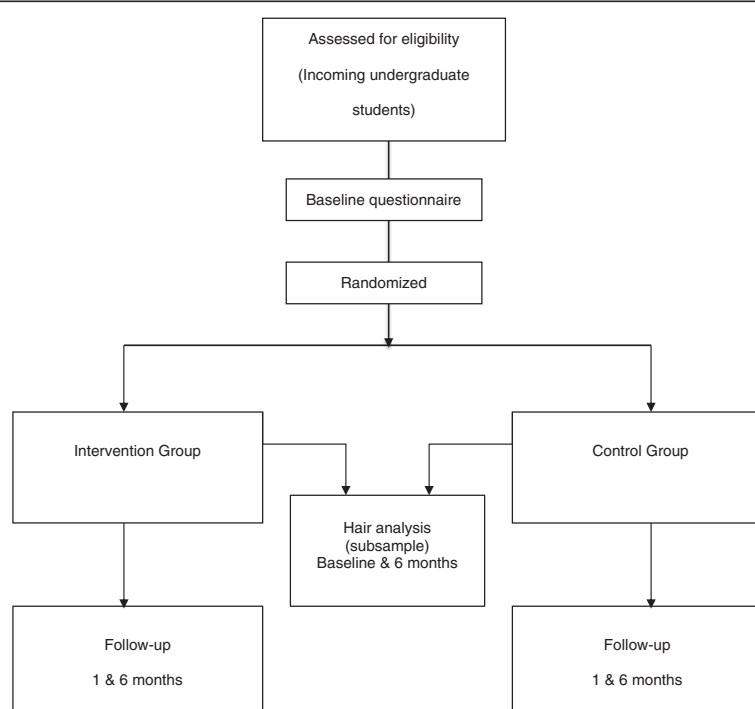 Assessed for eligibility
(Incoming undergraduate
students)
Baseline questionnaire
Randomized
Intervention Group
Control Group
Hair analysis
(subsample)
Baseline & 6 months
Follow-up
1 & 6 months
Follow-up
1 & 6 months